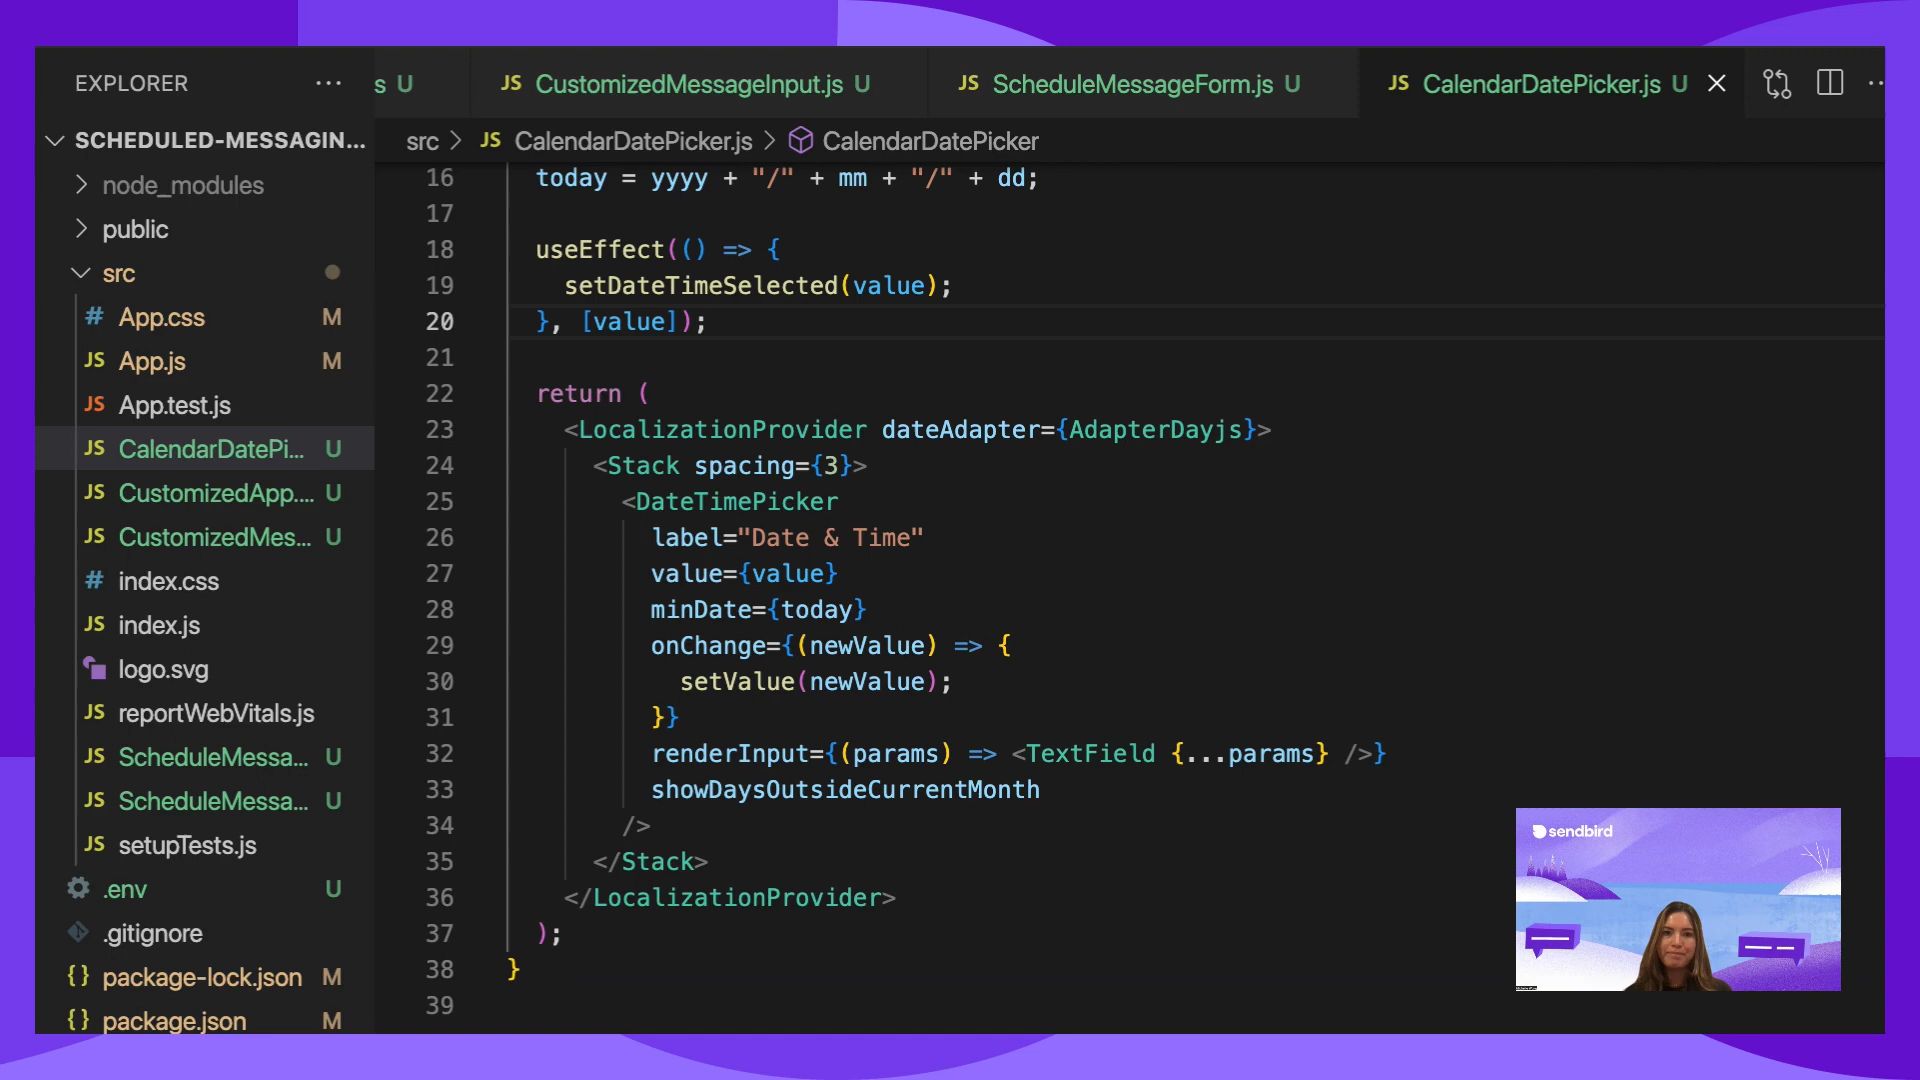 EXPLORER
SCHEDULED-MESSAGIN...
node_modules
public
src
# App.css M
JS App.js M
JS App.test.js
JS CalendarDatePi... U
JS CustomizedApp.... U
JS CustomizedMes... U
# index.css
JS index.js
logo.svg
JS reportWebVitals.js
JS ScheduleMessa... U
JS ScheduleMessa... U
JS setupTests.js
.env U
.gitignore
{} package-lock.json M
{} package.json M
s U
JS CustomizedMessageInput.js U
JS ScheduleMessageForm.js U
JS CalendarDatePicker.js U
src > JS CalendarDatePicker.js > CalendarDatePicker
16 today = yyyy + "/" + mm + "/" + dd;
17
18 useEffect(() => {
19 setDateTimeSelected(value);
20 }, [value]);
21
22 return (
23 <LocalizationProvider dateAdapter={AdapterDayjs}>
24 <Stack spacing={3}>
25 <DateTimePicker
26 label="Date & Time"
27 value={value}
28 minDate={today}
29 onChange={(newValue) => {
30 setValue(newValue);
31 }}
32 renderInput={(params) => <TextField {...params} />}
33 showDaysOutsideCurrentMonth
34 />
35 </Stack>
36 </LocalizationProvider>
37 );
38 }
39
sendbird